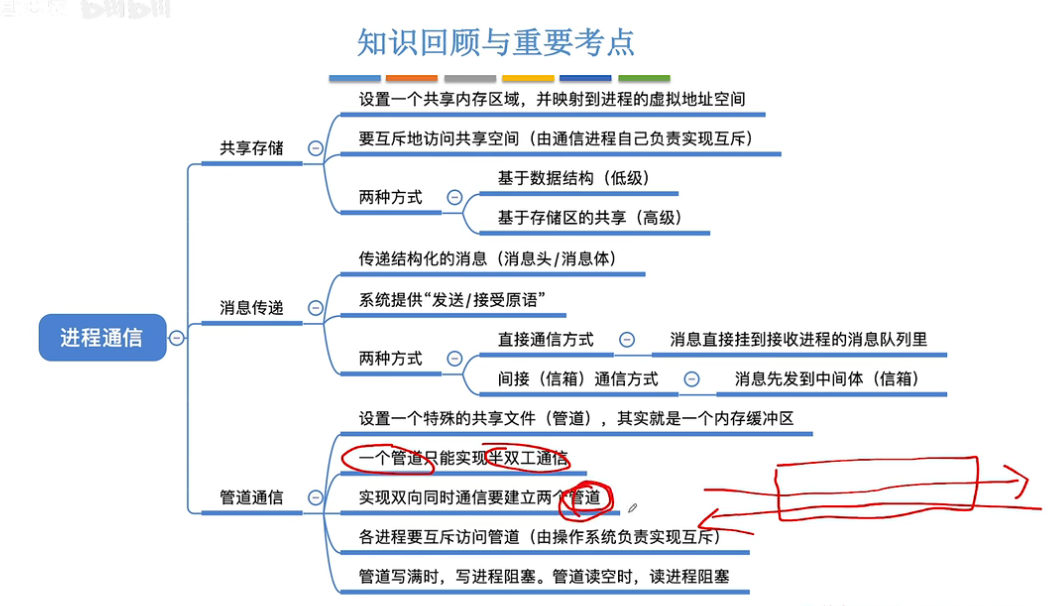 知识回顾与重要考点
进程通信
共享存储
设置一个共享内存区域，并映射到进程的虚拟地址空间
要互斥地访问共享空间（由通信进程自己负责实现互斥）
两种方式
基于数据结构（低级）
基于存储区的共享（高级）
消息传递
传递结构化的消息（消息头/消息体）
系统提供“发送/接受原语”
两种方式
直接通信方式
消息直接挂到接收进程的消息队列里
间接（信箱）通信方式
消息先发到中间体（信箱）
管道通信
设置一个特殊的共享文件（管道），其实就是一个内存缓冲区
一个管道只能实现半双工通信
实现双向同时通信要建立两个管道
各进程要互斥访问管道（由操作系统负责实现互斥）
管道写满时，写进程阻塞。管道读空时，读进程阻塞